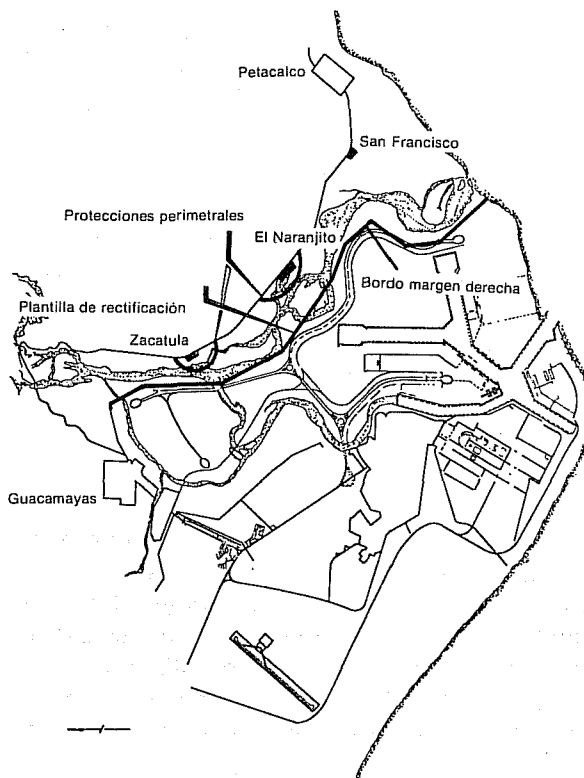 Petacalco
San Francisco
Protecciones perimetrales
El Naranjito
Bordo margen derecha
Plantilla de rectificación
Zacatula
Guacamayas